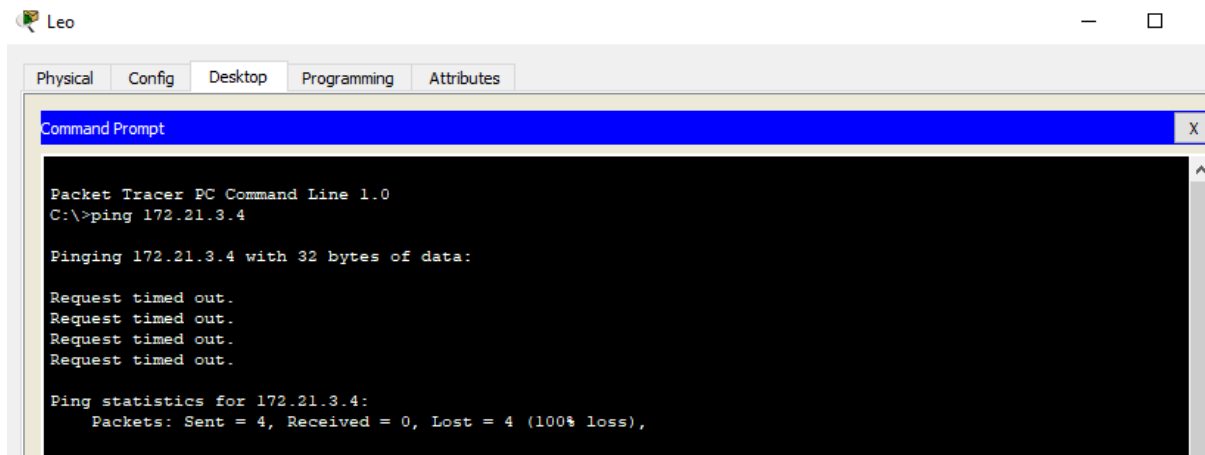 Leo
Physical Config Desktop Programming Attributes
Command Prompt X
Packet Tracer PC Command Line 1.0
C:\>ping 172.21.3.4
Pinging 172.21.3.4 with 32 bytes of data:
Request timed out.
Request timed out.
Request timed out.
Request timed out.
Ping statistics for 172.21.3.4:
Packets: Sent = 4, Received = 0, Lost = 4 (100% loss),